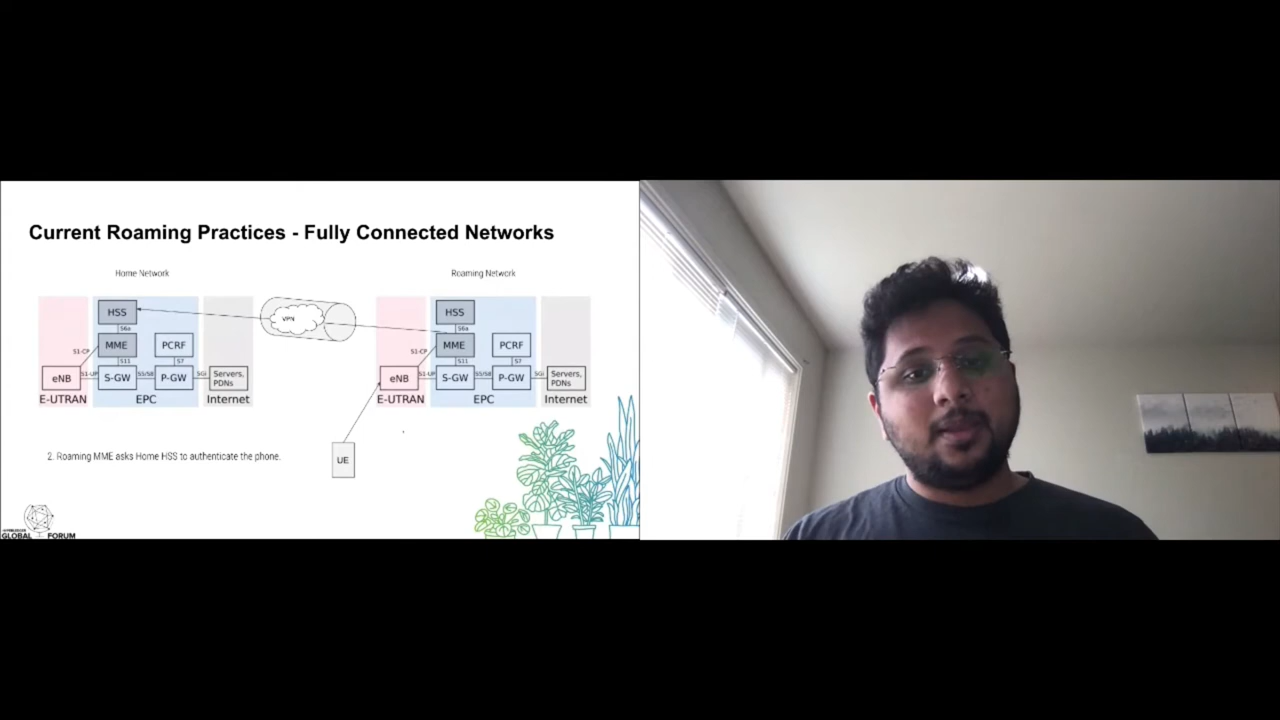 Current Roaming Practices - Fully Connected Networks
Home Network
Roaming Network
HSS
S6a
MME
PCRF
S1-CP
S11
S7
eNB
S1-UP
S-GW
S5/S8
P-GW
SGi
Servers,
PDNs
E-UTRAN
EPC
Internet
VPN
HSS
S6a
MME
PCRF
S1-CP
S11
S7
eNB
S1-UP
S-GW
S5/S8
P-GW
SGi
Servers,
PDNs
E-UTRAN
EPC
Internet
UE
2. Roaming MME asks Home HSS to authenticate the phone.
HYPERLEDGER
GLOBAL FORUM